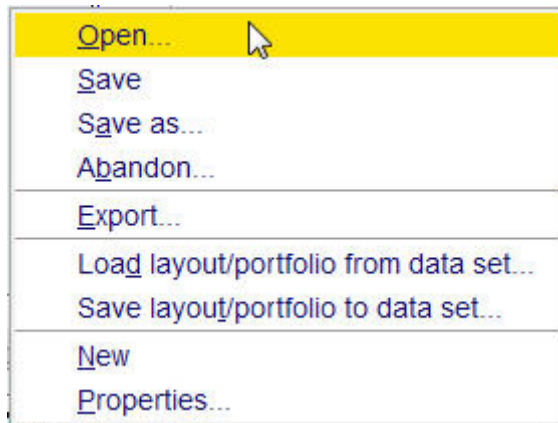 Open...
Save
Save as...
Abandon...
Export...
Load layout/portfolio from data set...
Save layout/portfolio to data set...
New
Properties...